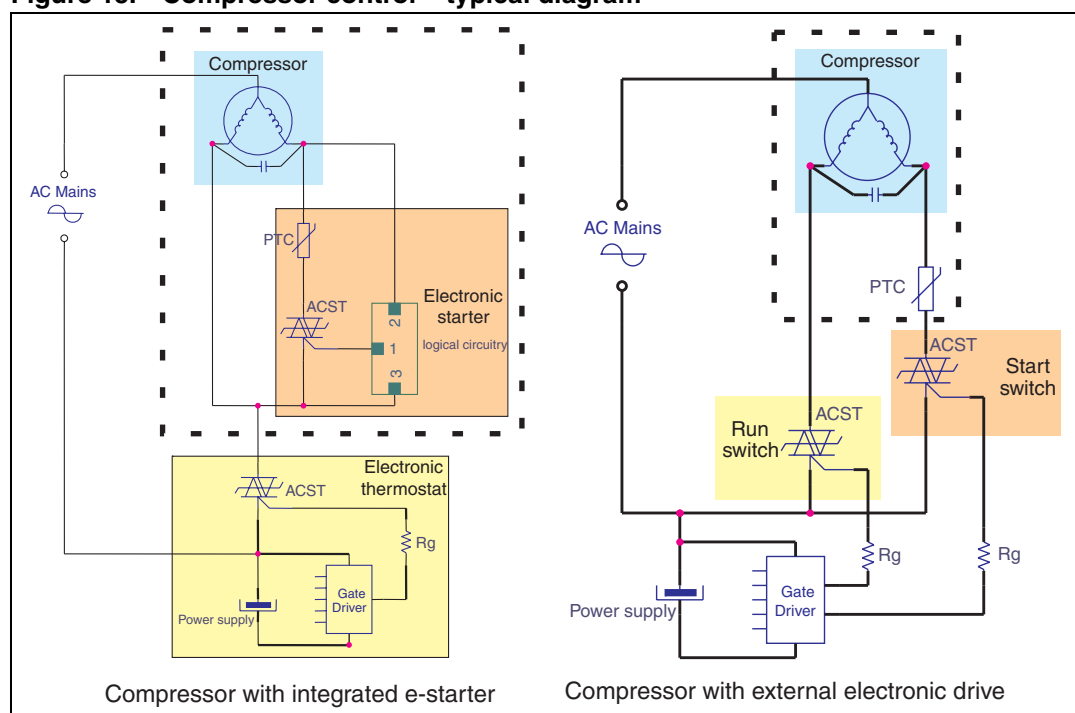 Figure 15. Compressor control – typical diagram
Compressor
AC Mains
PTC
ACST
2
1
3
Electronic
starter
logical circuitry
Electronic
thermostat
ACST
Rg
Gate
Driver
Power supply
Compressor with integrated e-starter
Compressor
AC Mains
PTC
ACST
Start
switch
ACST
Run
switch
Rg
Rg
Gate
Driver
Power supply
Compressor with external electronic drive